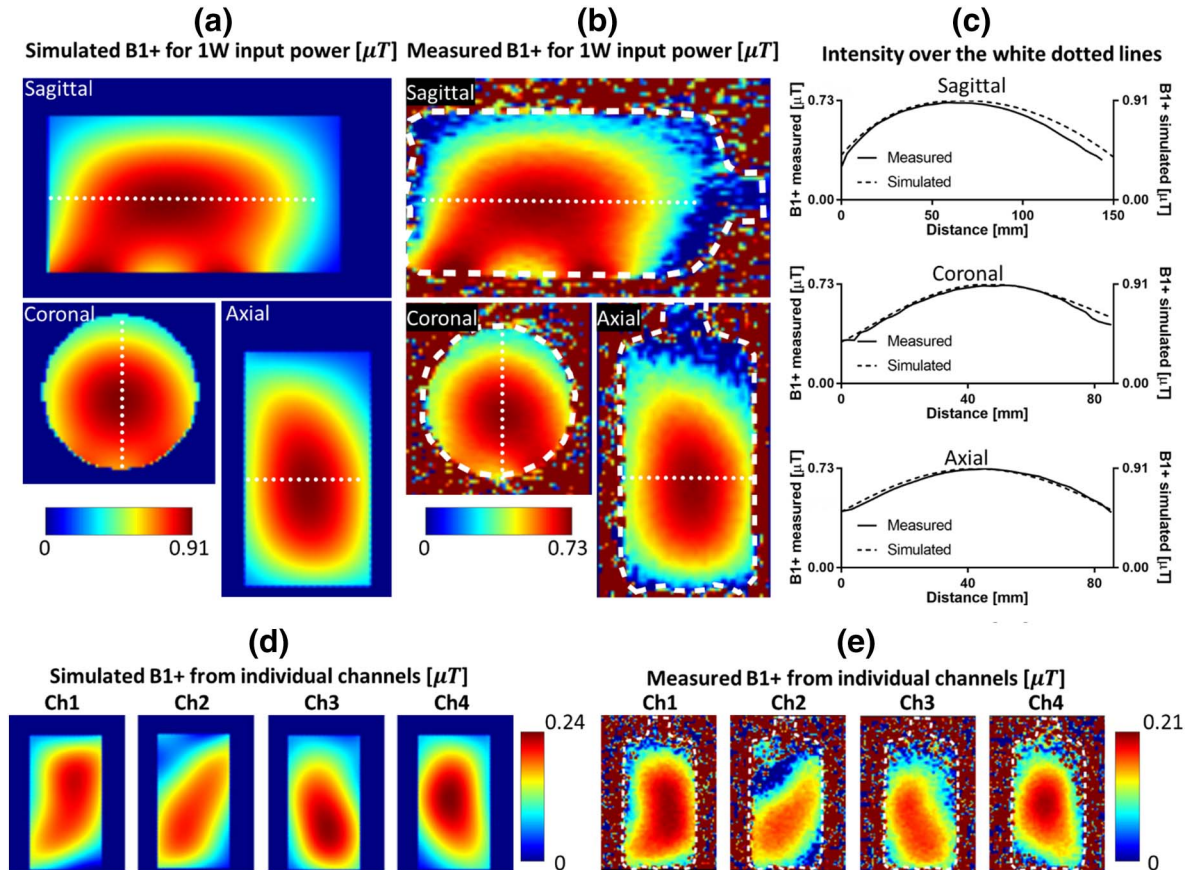 (a)
Simulated B1+ for 1W input power [μT]
Sagittal
Coronal
Axial
0
0.91
(b)
Measured B1+ for 1W input power [μT]
Sagittal
Coronal
Axial
0
0.73
(c)
Intensity over the white dotted lines
Sagittal
B1+ measured [μT]
0.73
0.00
Measured
Simulated
0.91
0.00
B1+ simulated [μT]
0 50 100 150
Distance [mm]
Coronal
B1+ measured [μT]
0.73
0.00
Measured
Simulated
0.91
0.00
B1+ simulated [μT]
0 40 80
Distance [mm]
Axial
B1+ measured [μT]
0.73
0.00
Measured
Simulated
0.91
0.00
B1+ simulated [μT]
0 40 80
Distance [mm]
(d)
Simulated B1+ from individual channels [μT]
Ch1 Ch2 Ch3 Ch4
0.24
0
(e)
Measured B1+ from individual channels [μT]
Ch1 Ch2 Ch3 Ch4
0.21
0